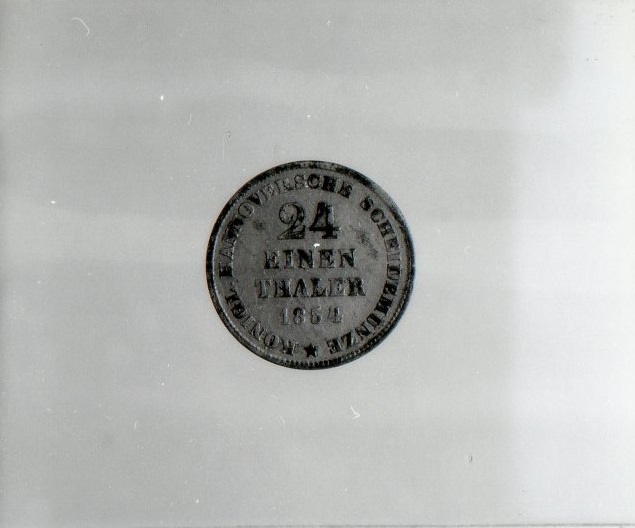 KÖNIGL. HANNOVERSCHE SCHEIDEMÜNZE ★
24
EINEN
THALER
1854